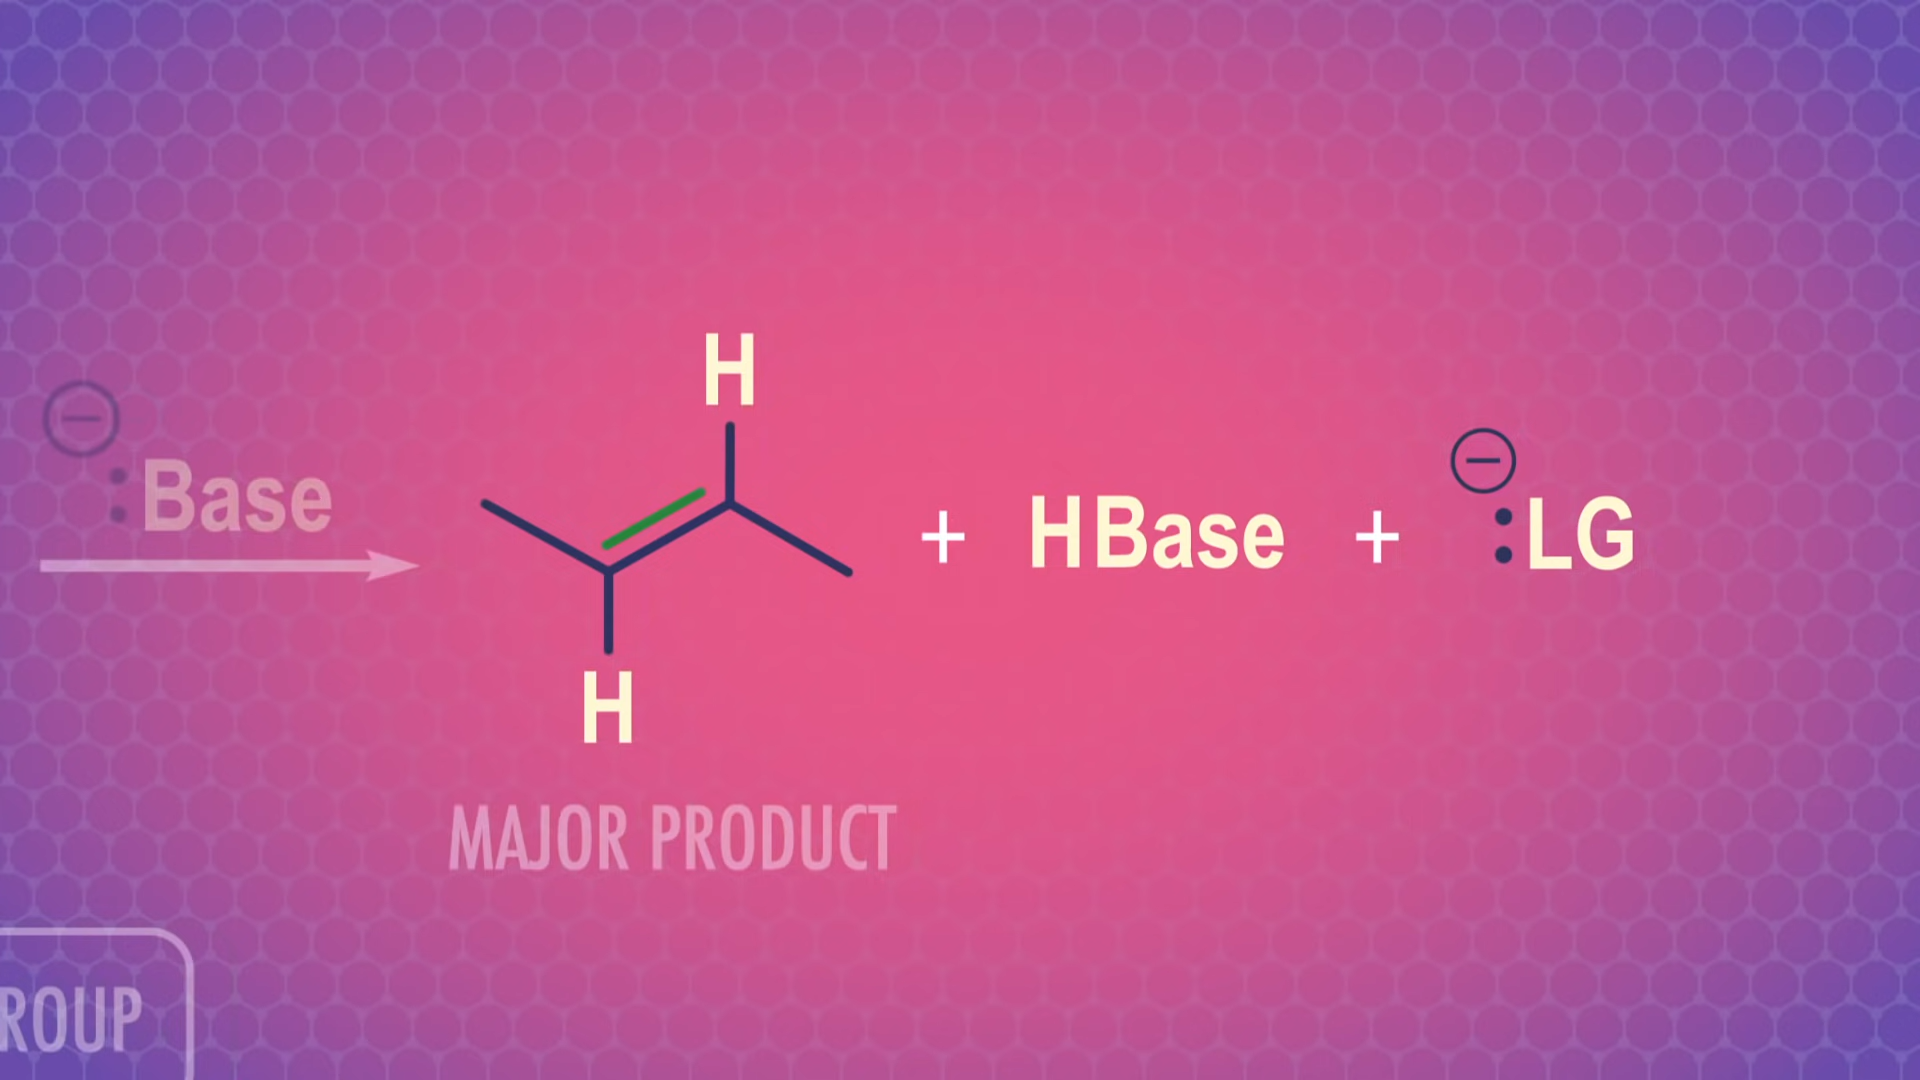 H
⊖
:Base
+ HBase + ⊖:LG
H
MAJOR PRODUCT
ROUP